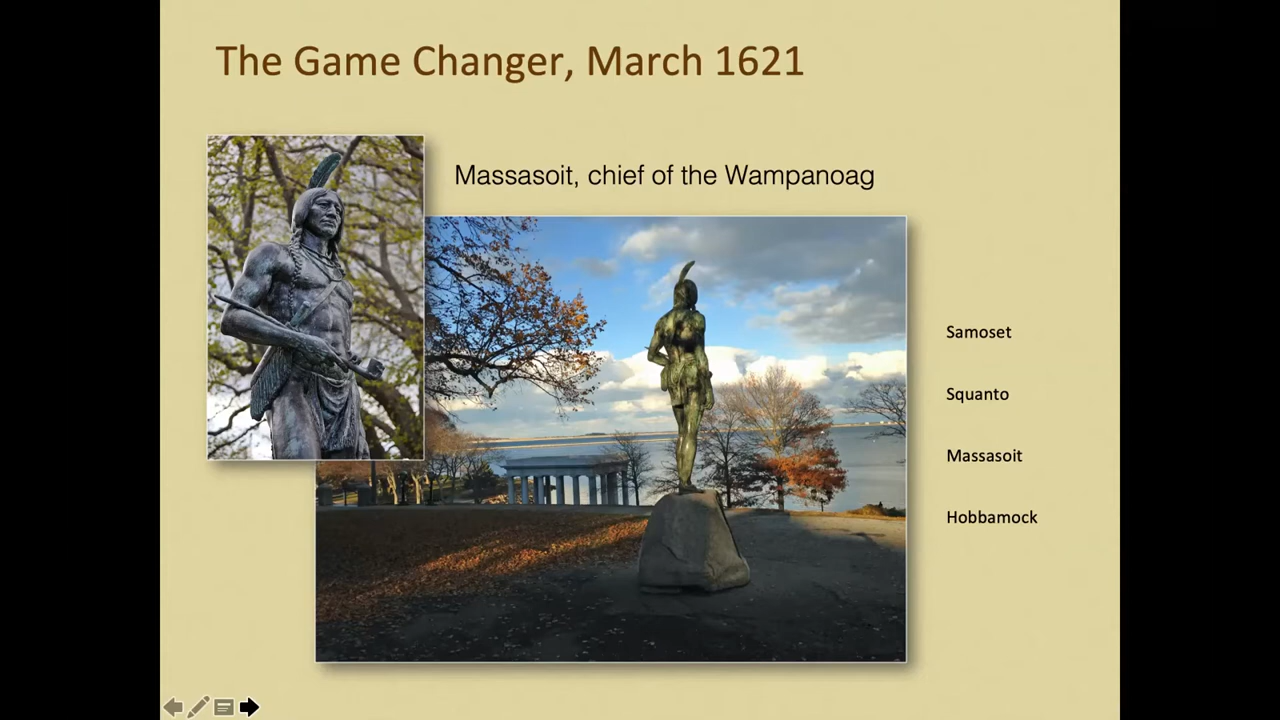 The Game Changer, March 1621
Massasoit, chief of the Wampanoag
Samoset
Squanto
Massasoit
Hobbamock